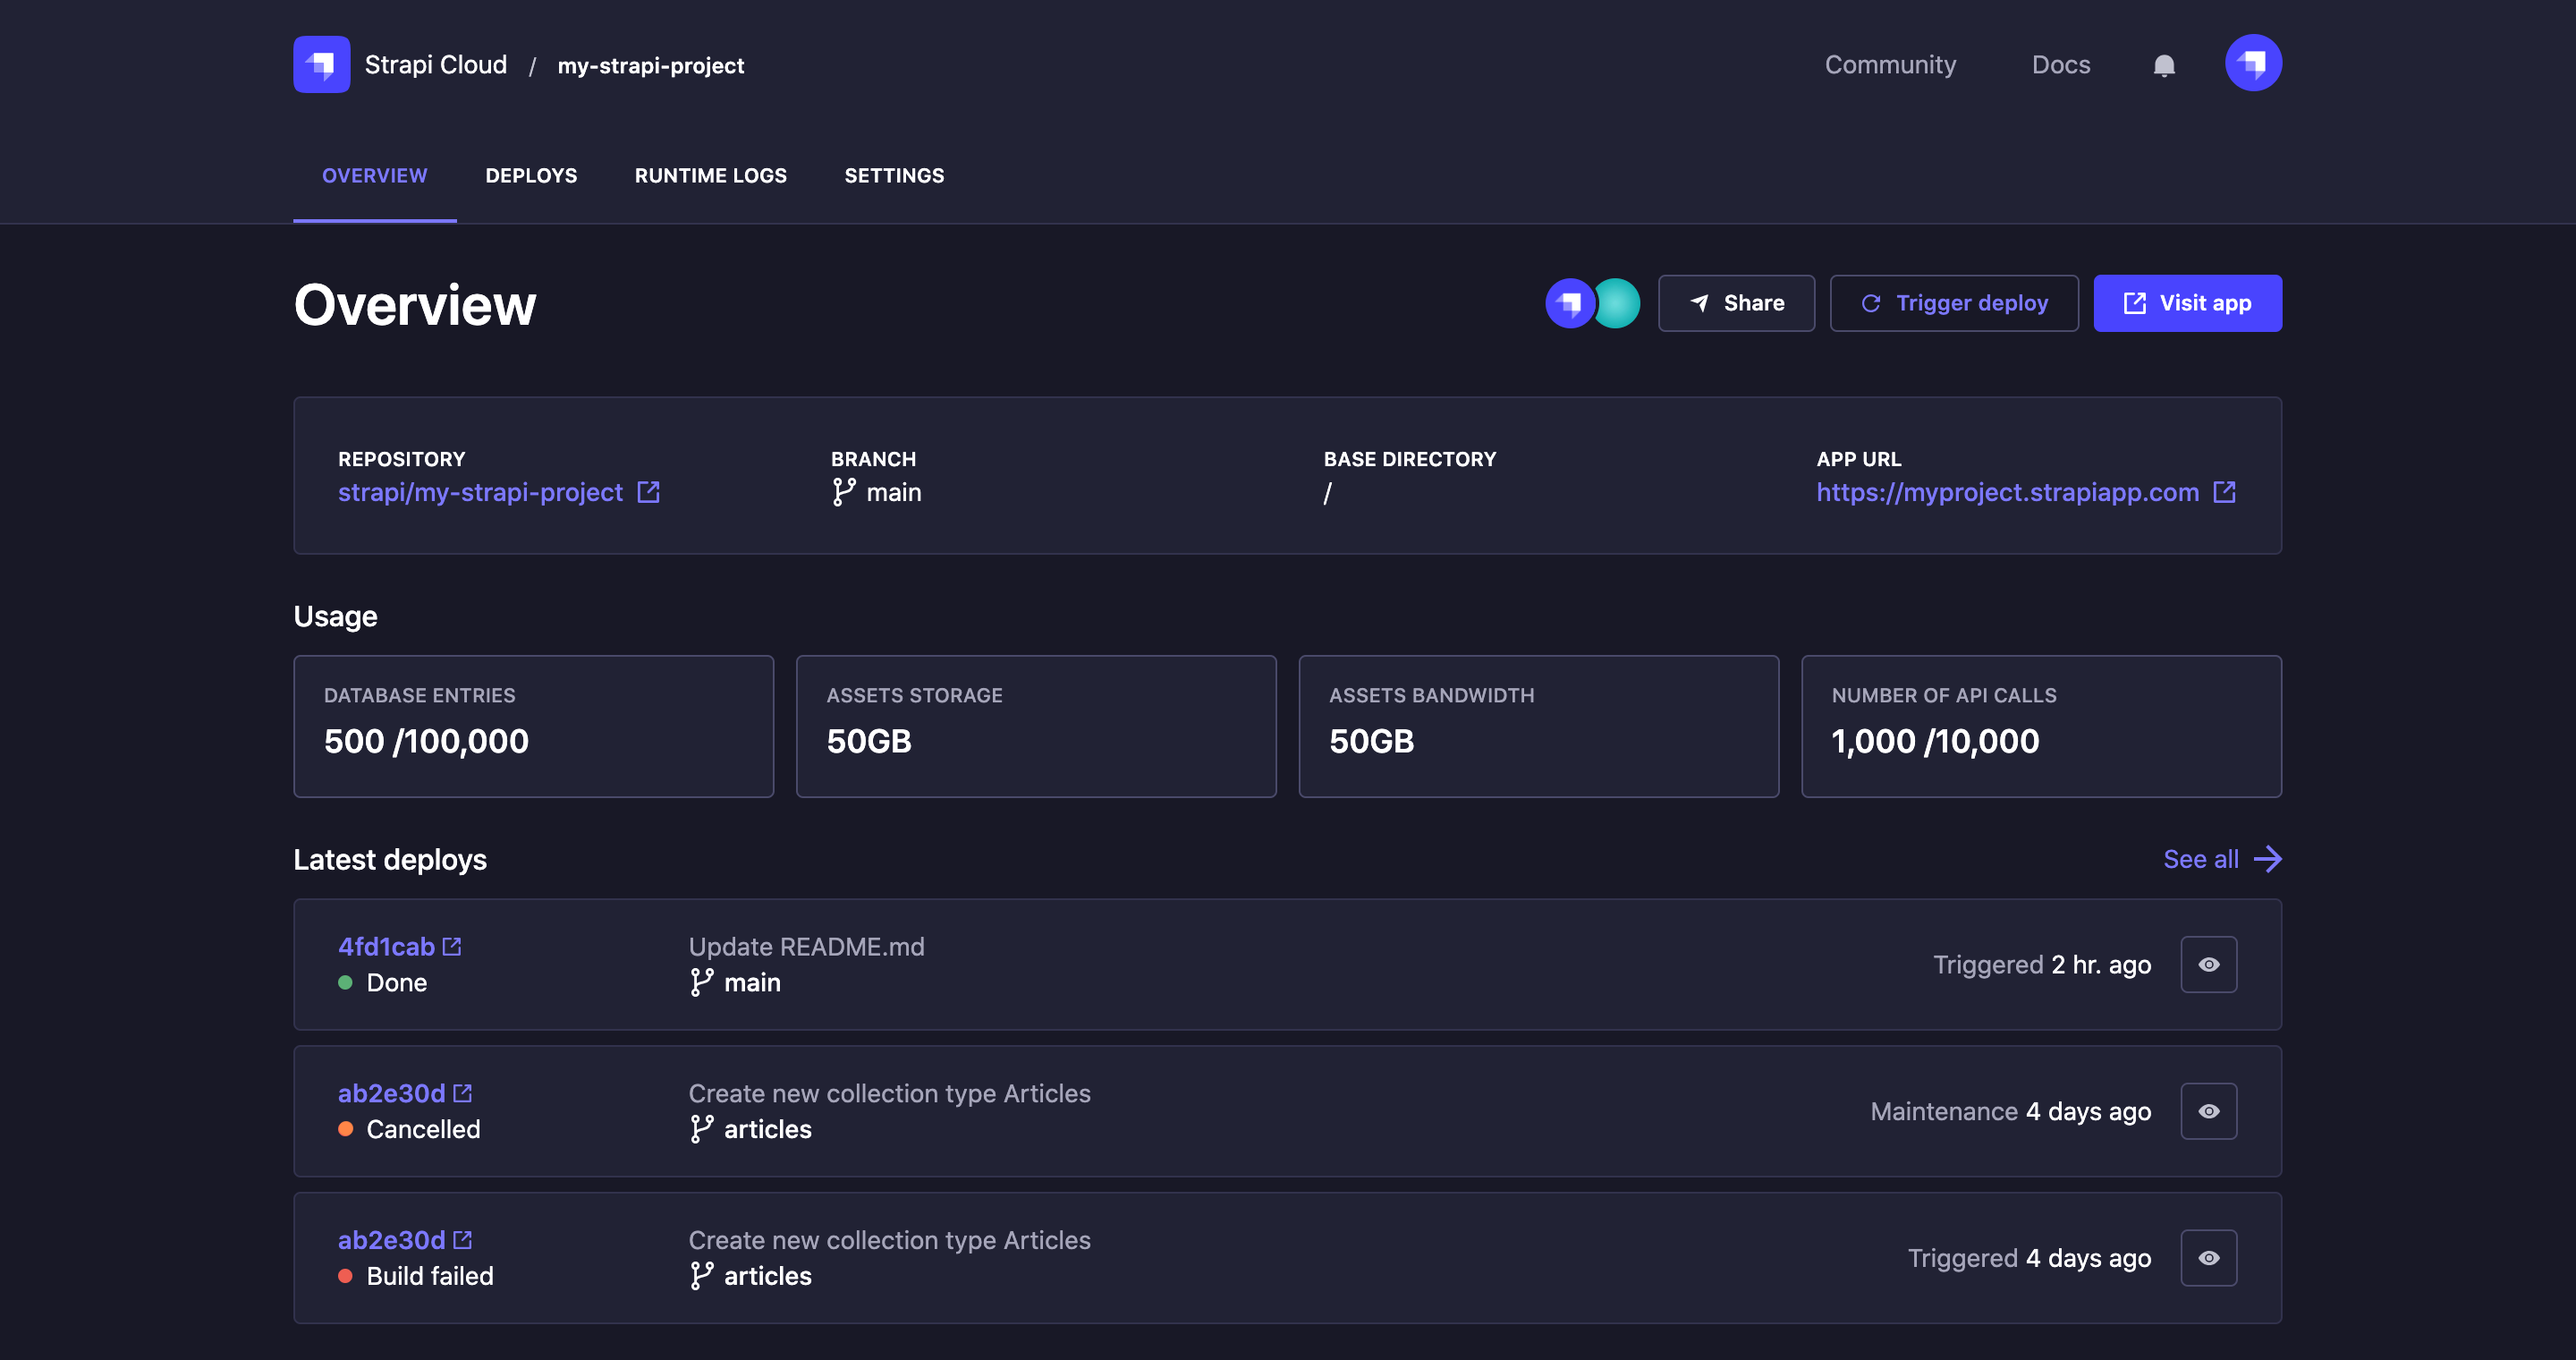 Strapi Cloud / my-strapi-project
Community Docs
OVERVIEW DEPLOYS RUNTIME LOGS SETTINGS
Overview
Share Trigger deploy Visit app
REPOSITORY
strapi/my-strapi-project
BRANCH
main
BASE DIRECTORY
/
APP URL
https://myproject.strapiapp.com
Usage
DATABASE ENTRIES
500 /100,000
ASSETS STORAGE
50GB
ASSETS BANDWIDTH
50GB
NUMBER OF API CALLS
1,000 /10,000
Latest deploys
See all
4fd1cab
Done
Update README.md
main
Triggered 2 hr. ago
ab2e30d
Cancelled
Create new collection type Articles
articles
Maintenance 4 days ago
ab2e30d
Build failed
Create new collection type Articles
articles
Triggered 4 days ago